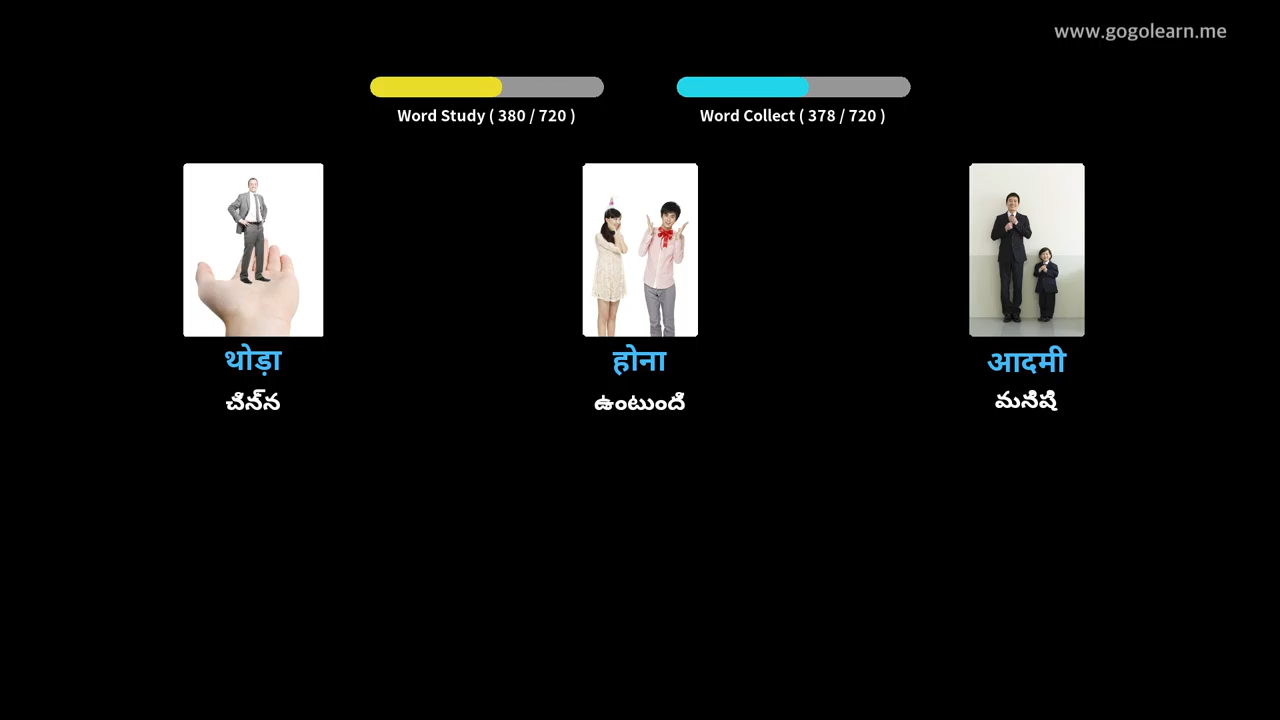 www.gogolearn.me
Word Study ( 380 / 720 )
Word Collect ( 378 / 720 )
थोड़ा
होना
आदमी
చిన్న
ఉంటుంది
మనిషి